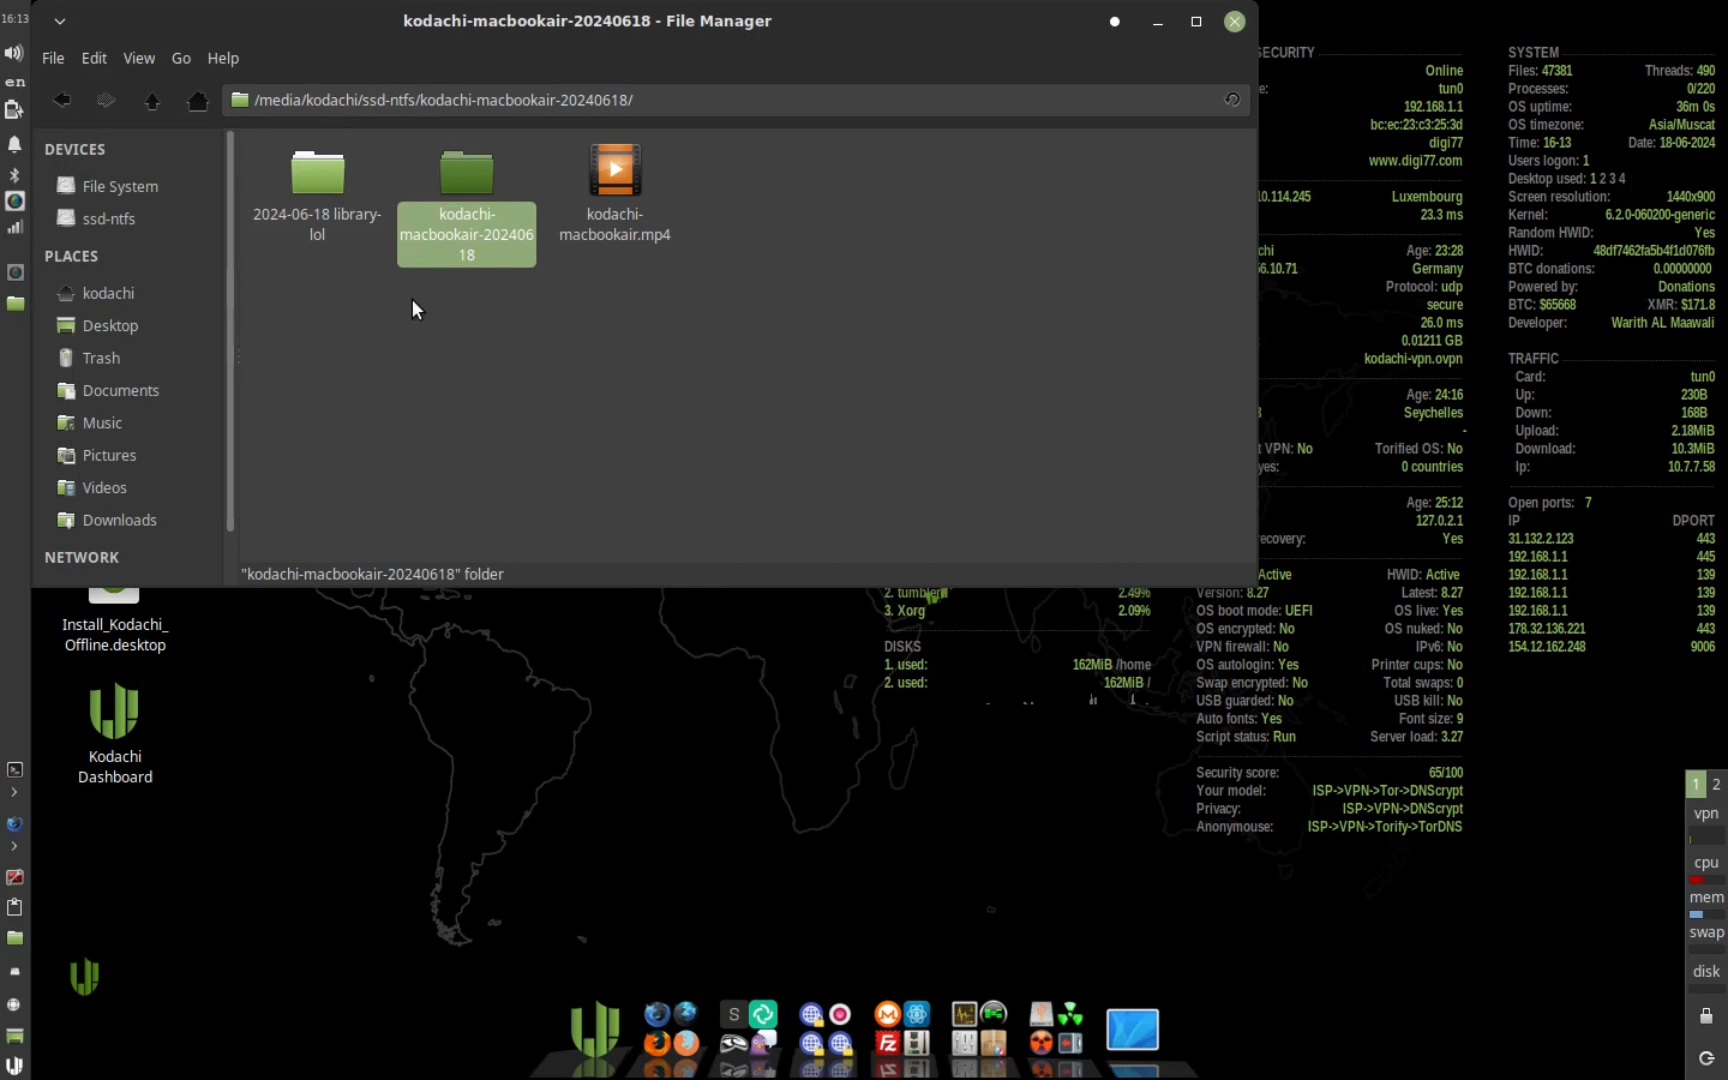 16:13
en
kodachi-macbookair-20240618 - File Manager
File Edit View Go Help
/media/kodachi/ssd-ntfs/kodachi-macbookair-20240618/
DEVICES
File System
ssd-ntfs
PLACES
kodachi
Desktop
Trash
Documents
Music
Pictures
Videos
Downloads
NETWORK
2024-06-18 library-
lol
kodachi-
macbookair-202406
18
kodachi-
macbookair.mp4
"kodachi-macbookair-20240618" folder
Install_Kodachi_
Offline.desktop
Kodachi
Dashboard
2. tumblerd 2.49%
3. Xorg 2.09%
DISKS
1. used: 162MiB /home
2. used: 162MiB /
ECURITY
Online
e: tun0
192.168.1.1
bc:ec:23:c3:25:3d
digi77
www.digi77.com
0.114.245 Luxembourg
23.3 ms
chi Age: 23:28
6.10.71 Germany
Protocol: udp
secure
26.0 ms
0.01211 GB
kodachi-vpn.ovpn
Age: 24:16
Seychelles
-
t VPN: No Torified OS: No
yes: 0 countries
Age: 25:12
127.0.2.1
ecovery: Yes
Active HWID: Active
Version: 8.27 Latest: 8.27
OS boot mode: UEFI OS live: Yes
OS encrypted: No OS nuked: No
VPN firewall: No IPv6: No
OS autologin: Yes Printer cups: No
Swap encrypted: No Total swaps: 0
USB guarded: No USB kill: No
Auto fonts: Yes Font size: 9
Script status: Run Server load: 3.27
Security score: 65/100
Your model: ISP->VPN->Tor->DNScrypt
Privacy: ISP->VPN->DNScrypt
Anonymouse: ISP->VPN->Torify->TorDNS
SYSTEM
Files: 47381 Threads: 490
Processes: 0/220
OS uptime: 36m 0s
OS timezone: Asia/Muscat
Time: 16-13 Date: 18-06-2024
Users logon: 1
Desktop used: 1 2 3 4
Screen resolution: 1440x900
Kernel: 6.2.0-060200-generic
Random HWID: Yes
HWID: 48df7462fa5b4f1d076fb
BTC donations: 0.00000000
Powered by: Donations
BTC: $65668 XMR: $171.8
Developer: Warith AL Maawali
TRAFFIC
Card: tun0
Up: 230B
Down: 168B
Upload: 2.18MiB
Download: 10.3MiB
Ip: 10.7.7.58
Open ports: 7
IP DPORT
31.132.2.123 443
192.168.1.1 445
192.168.1.1 139
192.168.1.1 139
192.168.1.1 139
178.32.136.221 443
154.12.162.248 9006
1 2
vpn
cpu
mem
swap
disk
S
FZ